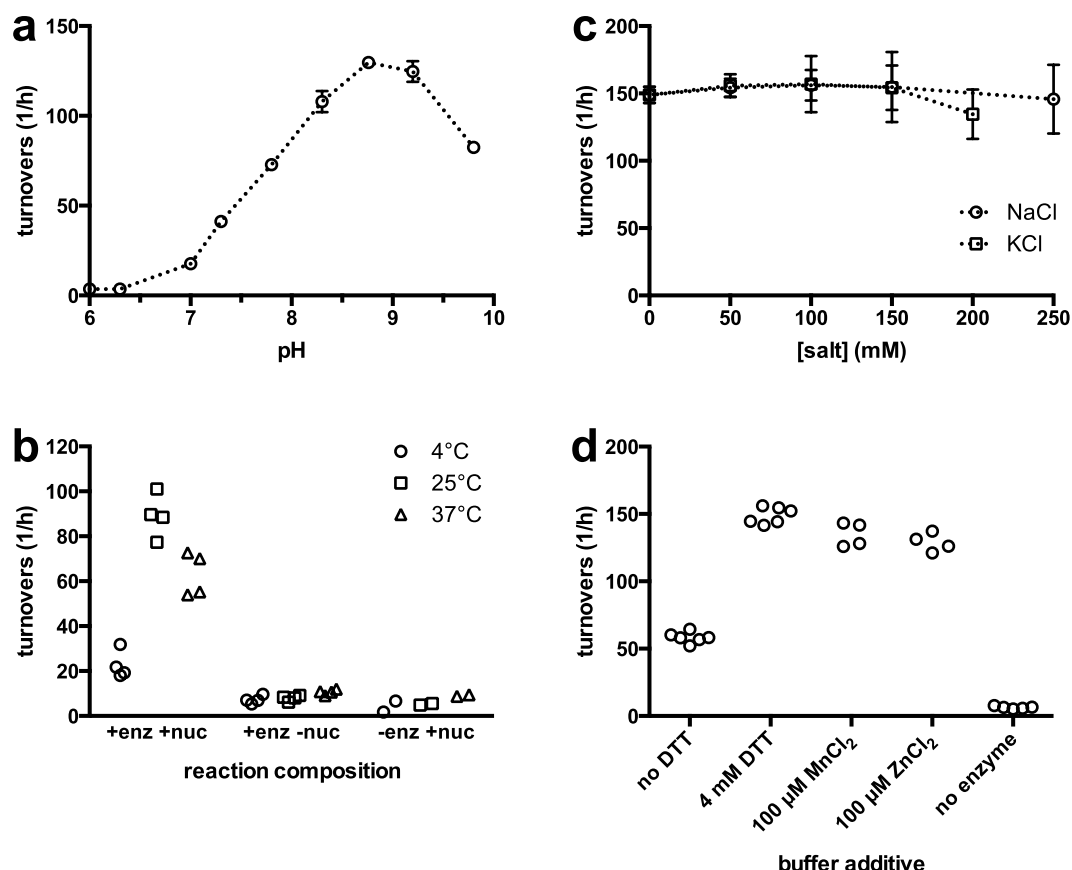 a
150
100
50
0
turnovers (1/h)
6 7 8 9 10
pH
c
200
150
100
50
0
turnovers (1/h)
NaCl
KCl
0 50 100 150 200 250
[salt] (mM)
b
120
100
80
60
40
20
0
turnovers (1/h)
4°C
25°C
37°C
+enz +nuc +enz -nuc -enz +nuc
reaction composition
d
200
150
100
50
0
turnovers (1/h)
no DTT
4 mM DTT
100 µM MnCl₂
100 µM ZnCl₂
no enzyme
buffer additive